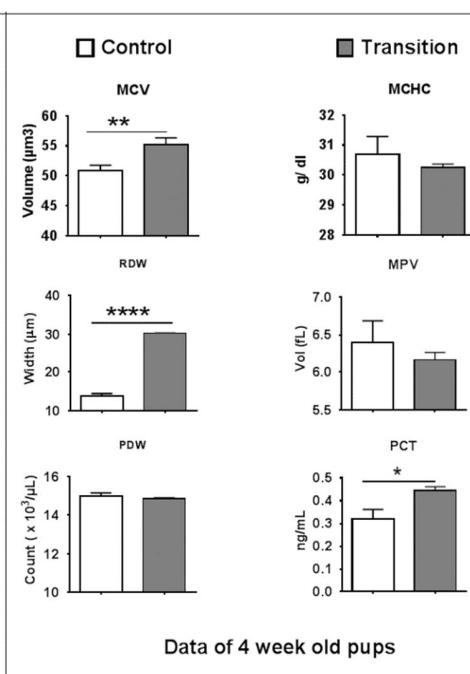 Control Transition
MCV
**
Volume (µm3)
60
55
50
45
40
MCHC
g/ dl
32
31
30
29
28
RDW
****
Width (µm)
40
30
20
10
MPV
Vol (fL)
7.0
6.5
6.0
5.5
PDW
Count ( x 10³/µL)
16
14
12
10
PCT
*
ng/mL
0.5
0.4
0.3
0.2
0.1
0.0
Data of 4 week old pups